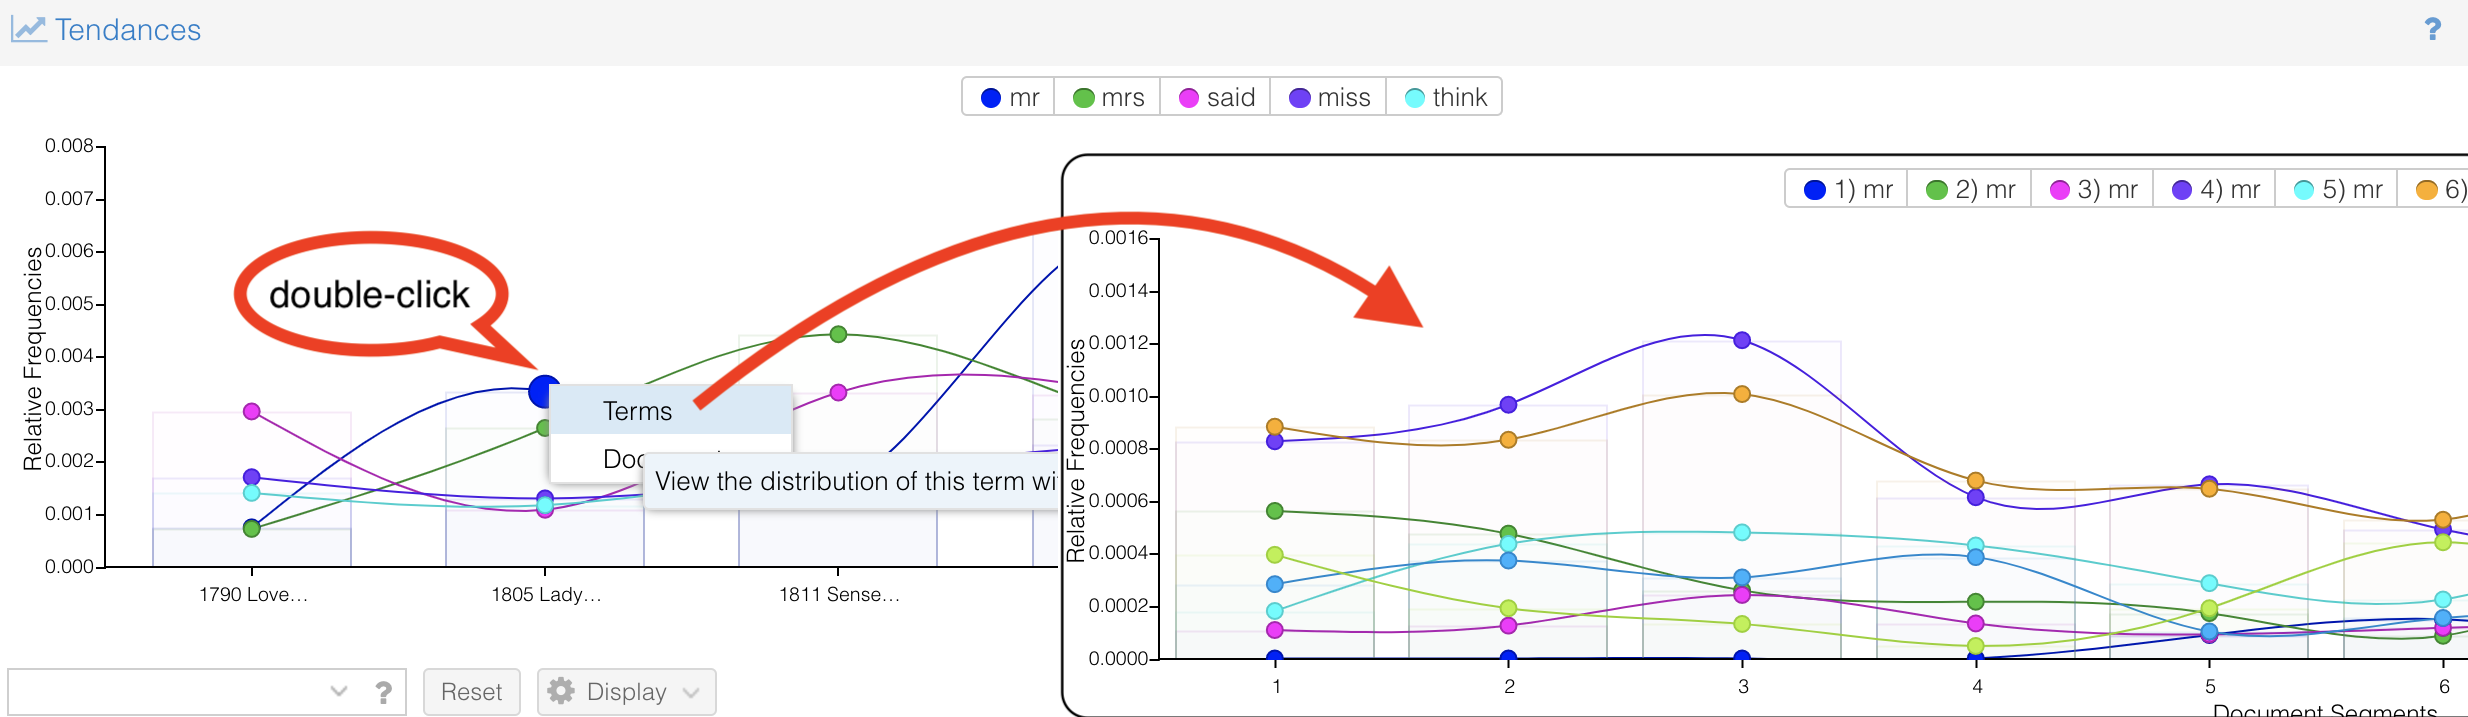 Tendances
?
mr mrs said miss think
0.008
0.007
0.006
0.005
0.004
0.003
0.002
0.001
0.000
Relative Frequencies
double-click
Terms
View the distribution of this term
1790 Love...
1805 Lady...
1811 Sense...
?
Reset
Display
1) mr 2) mr 3) mr 4) mr 5) mr 6)
0.0016
0.0014
0.0012
0.0010
0.0008
0.0006
0.0004
0.0002
0.0000
Relative Frequencies
1 2 3 4 5 6
Document Segments